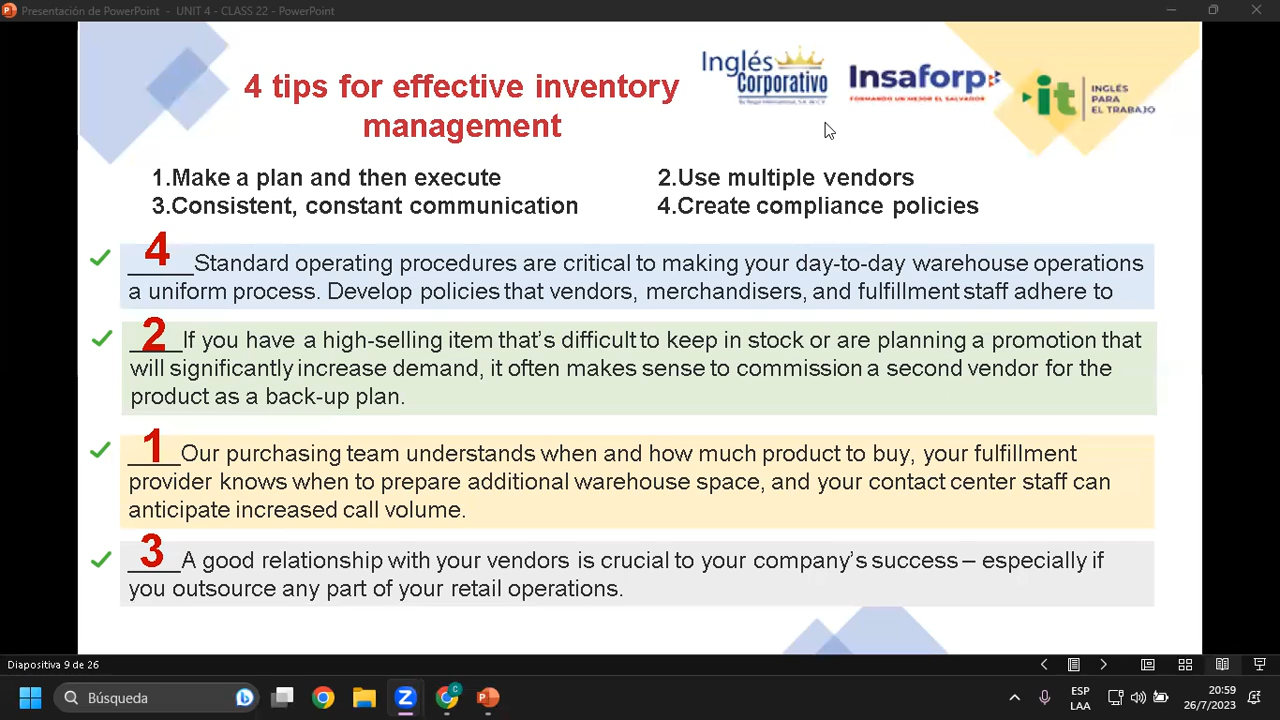 Presentación de PowerPoint - UNIT 4 - CLASS 22 - PowerPoint
4 tips for effective inventory
management
Inglés
Corporativo
Insaforp
FORMANDO UN MEJOR EL SALVADOR
it
INGLÉS
PARA
EL TRABAJO
1.Make a plan and then execute
2.Use multiple vendors
3.Consistent, constant communication
4.Create compliance policies
4 Standard operating procedures are critical to making your day-to-day warehouse operations
a uniform process. Develop policies that vendors, merchandisers, and fulfillment staff adhere to
2 If you have a high-selling item that’s difficult to keep in stock or are planning a promotion that
will significantly increase demand, it often makes sense to commission a second vendor for the
product as a back-up plan.
1 Our purchasing team understands when and how much product to buy, your fulfillment
provider knows when to prepare additional warehouse space, and your contact center staff can
anticipate increased call volume.
3 A good relationship with your vendors is crucial to your company’s success – especially if
you outsource any part of your retail operations.
Diapositiva 9 de 26
Búsqueda
ESP
LAA
20:59
26/7/2023